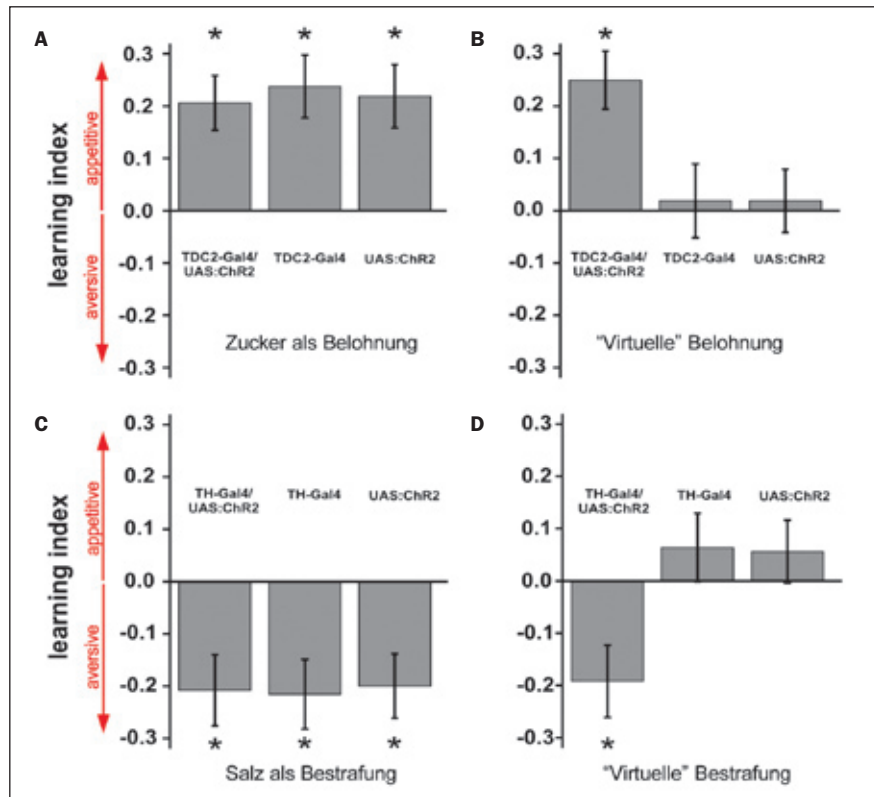 A
*
*
*
0.3
0.2
0.1
0.0
-0.1
-0.2
-0.3
learning index
appetitive
aversive
TDC2-Gal4/
UAS:ChR2
TDC2-Gal4
UAS:ChR2
Zucker als Belohnung
B
*
0.3
0.2
0.1
0.0
-0.1
-0.2
-0.3
TDC2-Gal4/
UAS:ChR2
TDC2-Gal4
UAS:ChR2
"Virtuelle" Belohnung
C
0.3
0.2
0.1
0.0
-0.1
-0.2
-0.3
learning index
appetitive
aversive
TH-Gal4/
UAS:ChR2
TH-Gal4
UAS:ChR2
*
*
*
Salz als Bestrafung
D
0.3
0.2
0.1
0.0
-0.1
-0.2
-0.3
TH-Gal4/
UAS:ChR2
TH-Gal4
UAS:ChR2
*
"Virtuelle" Bestrafung